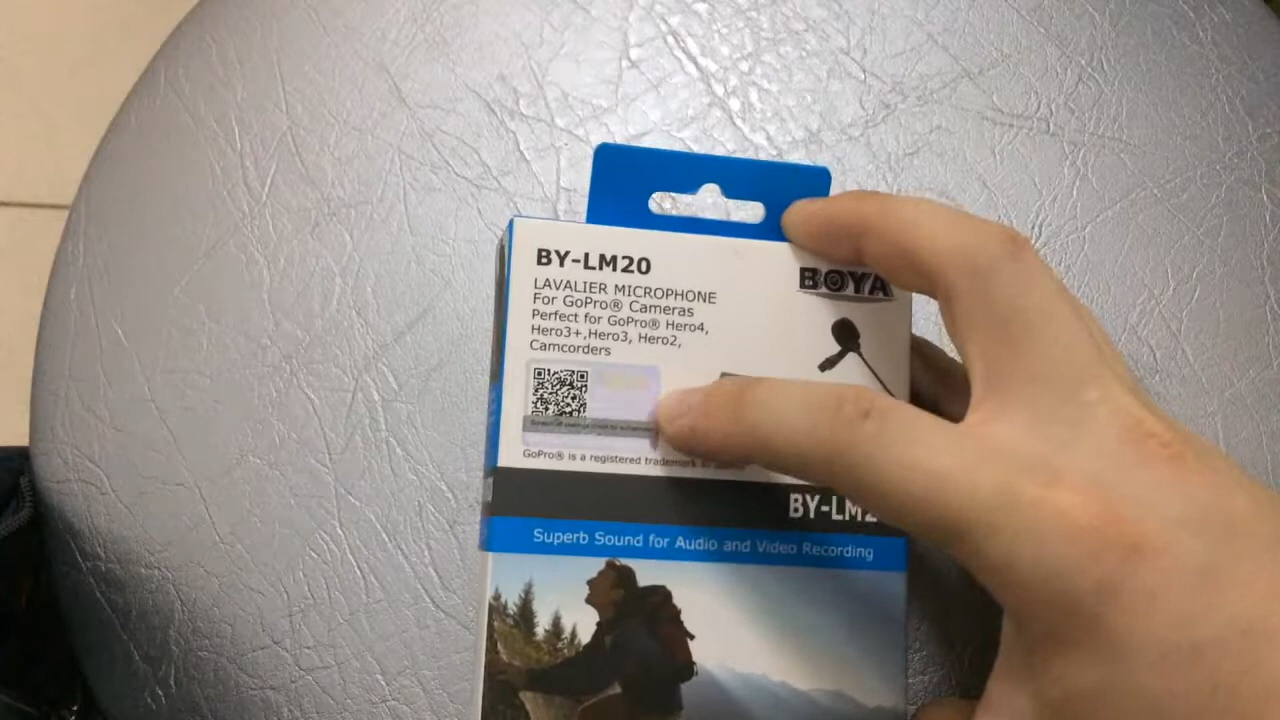 BY-LM20
BOYA
LAVALIER MICROPHONE
For GoPro® Cameras
Perfect for GoPro® Hero4,
Hero3+,Hero3, Hero2,
Camcorders
GoPro® is a registered trademark
BY-LM2
Superb Sound for Audio and Video Recording